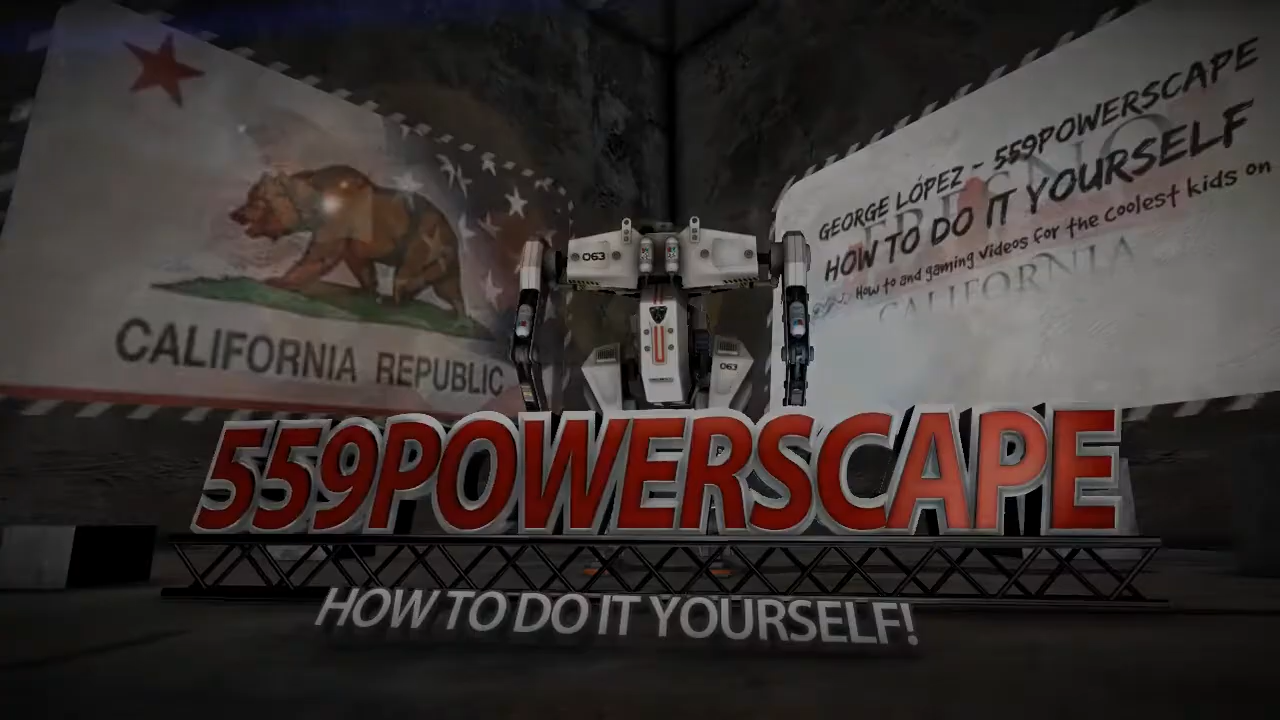 CALIFORNIA REPUBLIC
GEORGE LÓPEZ - 559POWERSCAPE
HOW TO DO IT YOURSELF
How to and gaming videos for the coolest kids on
FRESNO
CALIFORNIA
063
063
559POWERSCAPE
HOW TO DO IT YOURSELF!